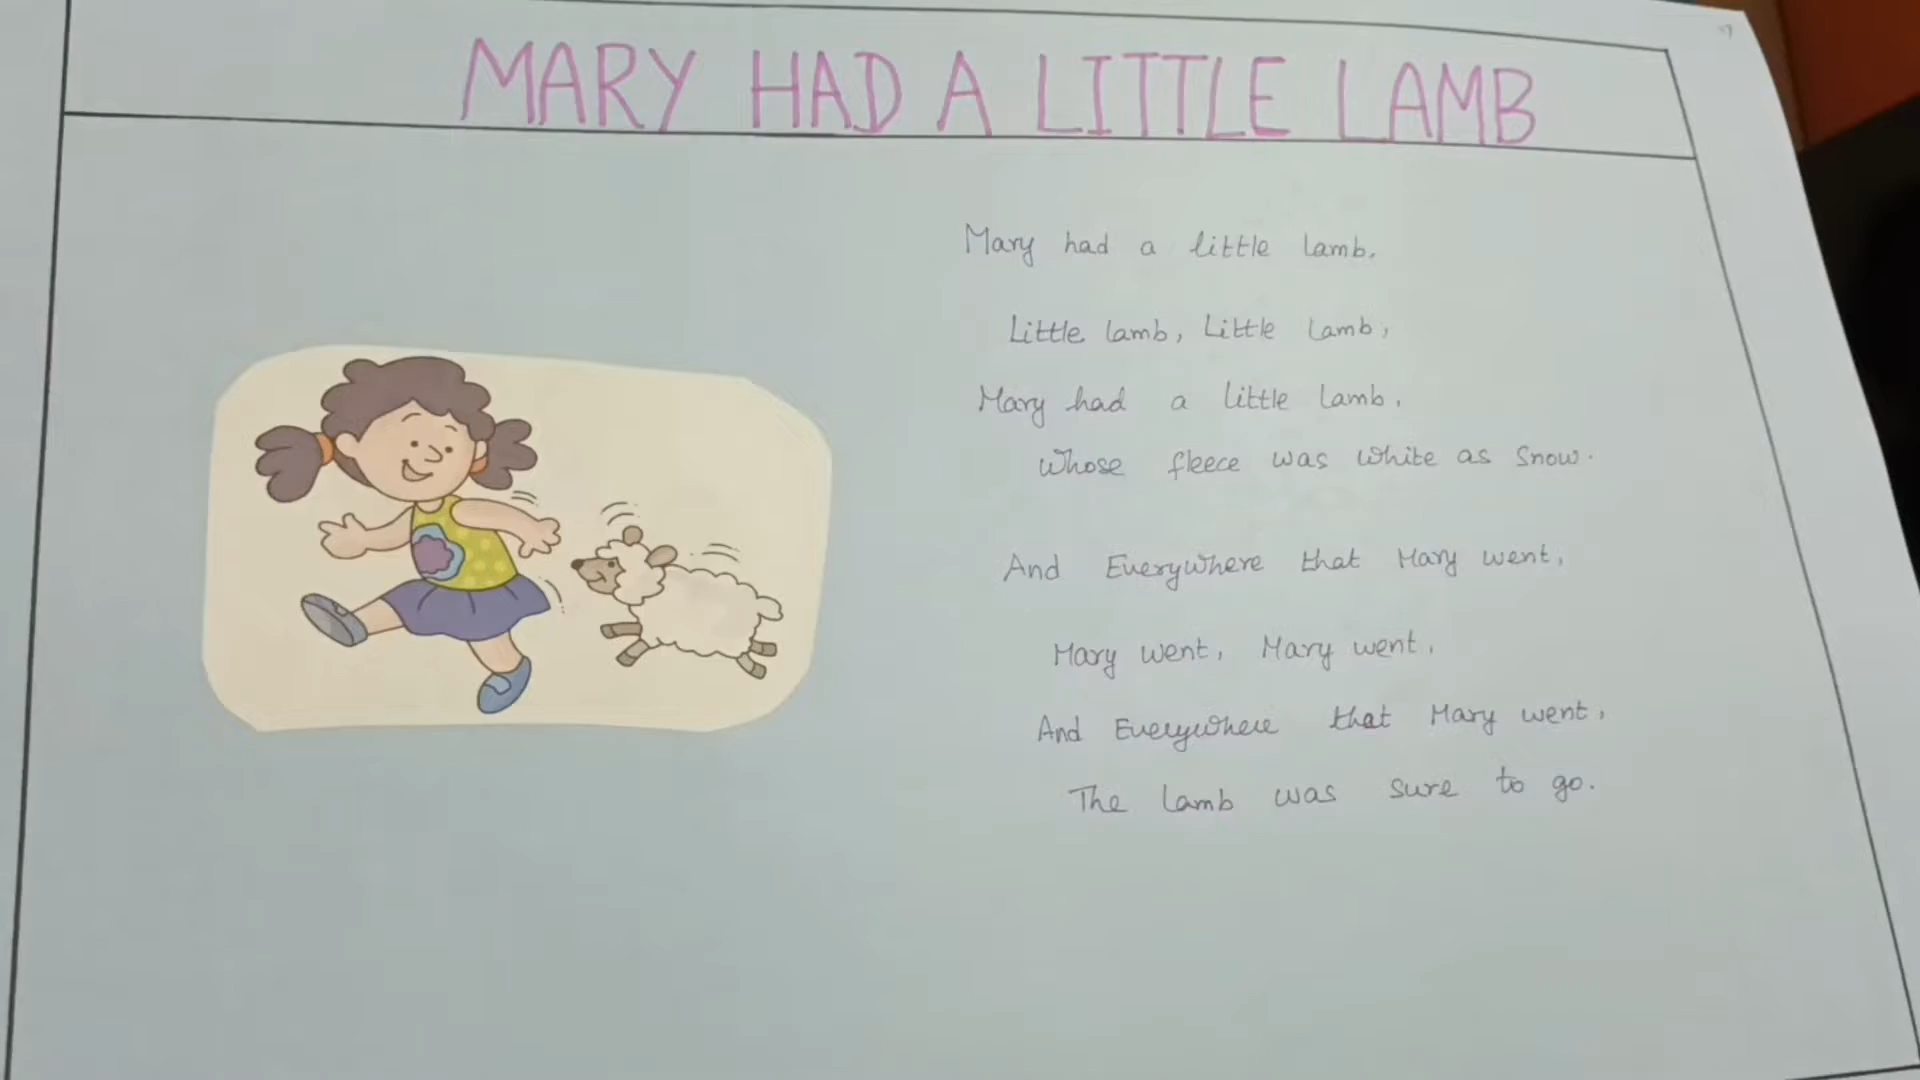 MARY HAD A LITTLE LAMB
Mary had a little lamb,
Little lamb, Little lamb,
Mary had a little lamb,
Whose fleece was white as snow.
And Everywhere that Mary went,
Mary went, Mary went,
And Everywhere that Mary went,
The lamb was sure to go.